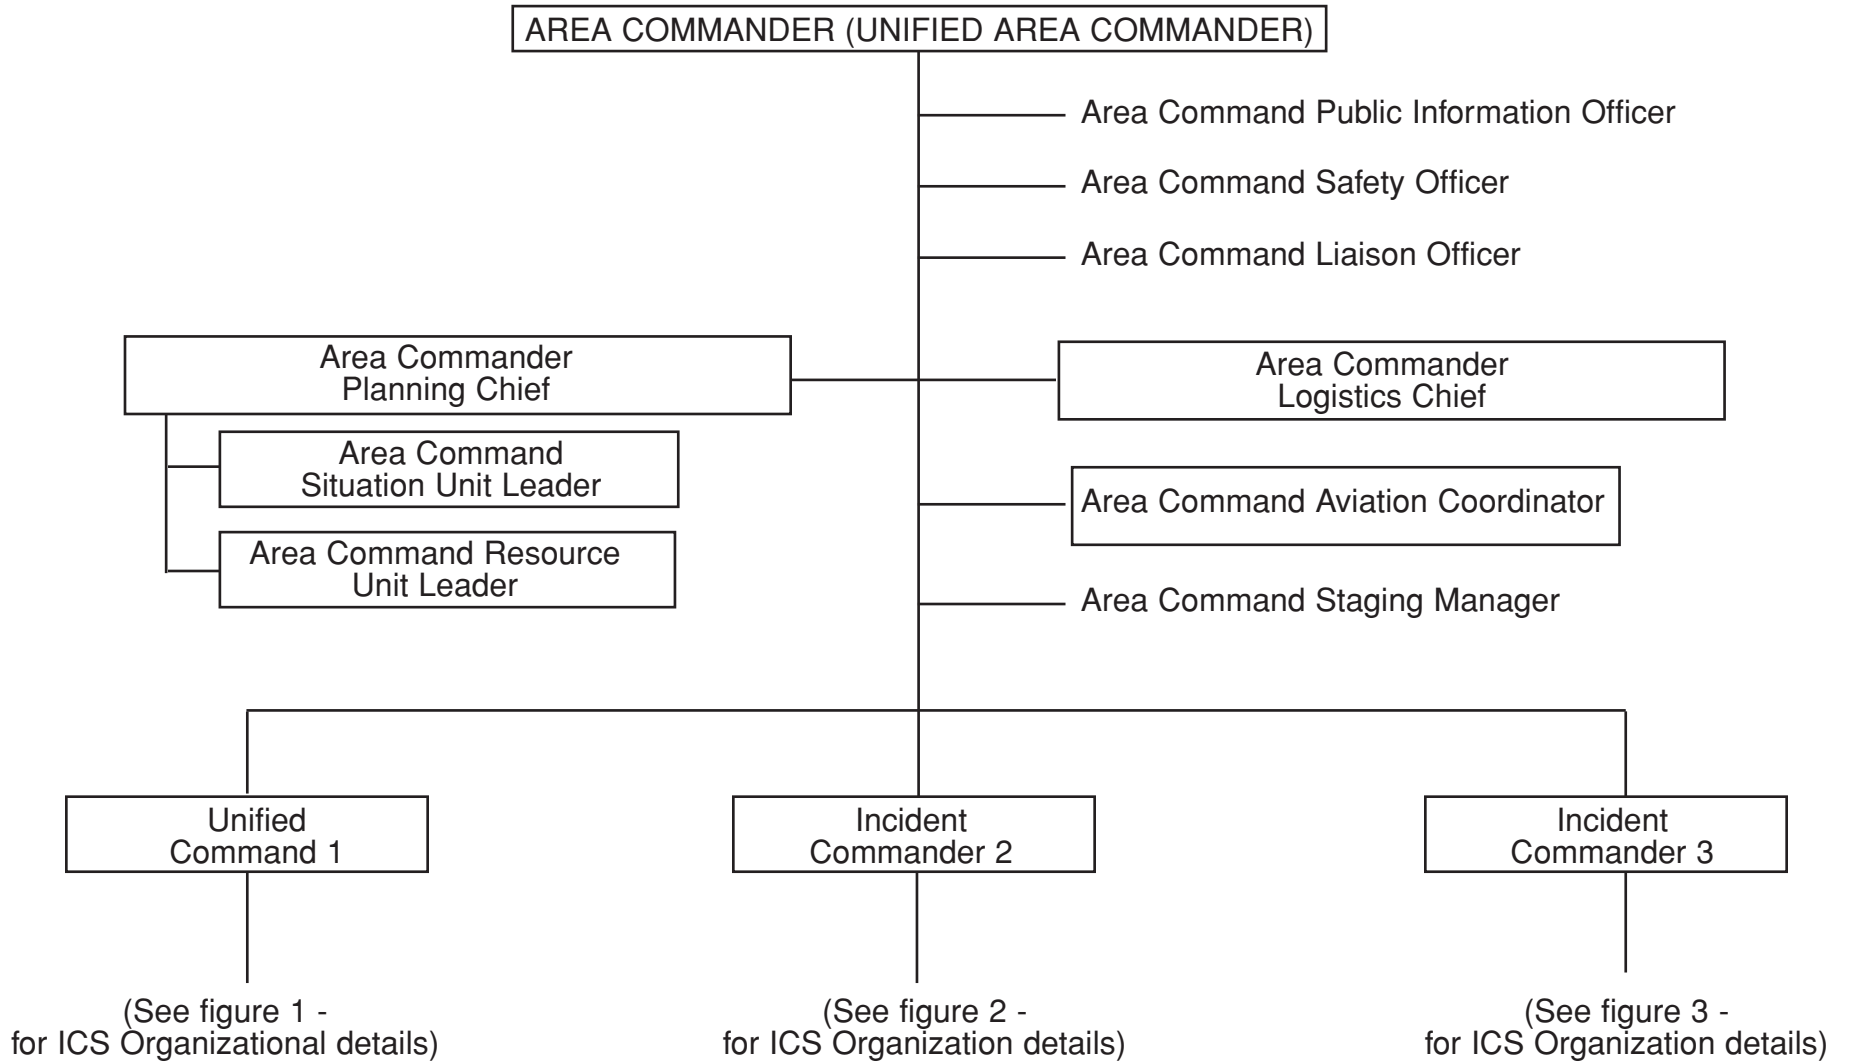 AREA COMMANDER (UNIFIED AREA COMMANDER)
Area Command Public Information Officer
Area Command Safety Officer
Area Command Liaison Officer
Area Commander
Planning Chief
Area Commander
Logistics Chief
Area Command
Situation Unit Leader
Area Command Resource
Unit Leader
Area Command Aviation Coordinator
Area Command Staging Manager
Unified
Command 1
Incident
Commander 2
Incident
Commander 3
(See figure 1 -
for ICS Organizational details)
(See figure 2 -
for ICS Organization details)
(See figure 3 -
for ICS Organization details)